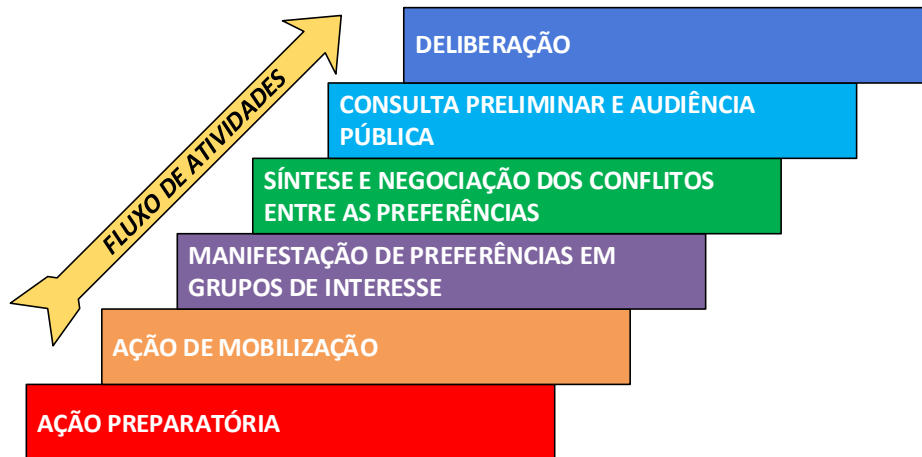 DELIBERAÇÃO
CONSULTA PRELIMINAR E AUDIÊNCIA
PÚBLICA
SÍNTESE E NEGOCIAÇÃO DOS CONFLITOS
ENTRE AS PREFERÊNCIAS
MANIFESTAÇÃO DE PREFERÊNCIAS EM
GRUPOS DE INTERESSE
AÇÃO DE MOBILIZAÇÃO
AÇÃO PREPARATÓRIA
FLUXO DE ATIVIDADES